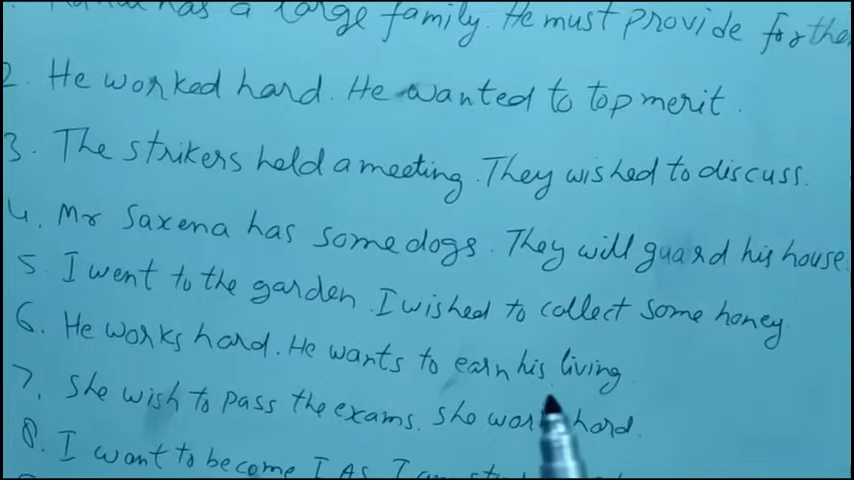 has a large family. He must provide for the
2. He worked hard. He wanted to top merit.
3. The strikers held a meeting. They wished to discuss.
4. Mr Saxena has some dogs. They will guard his house.
5. I went to the garden. I wished to collect some honey.
6. He works hard. He wants to earn his living.
7. She wish to pass the exams. She work hard.
8. I want to become IAS. I am